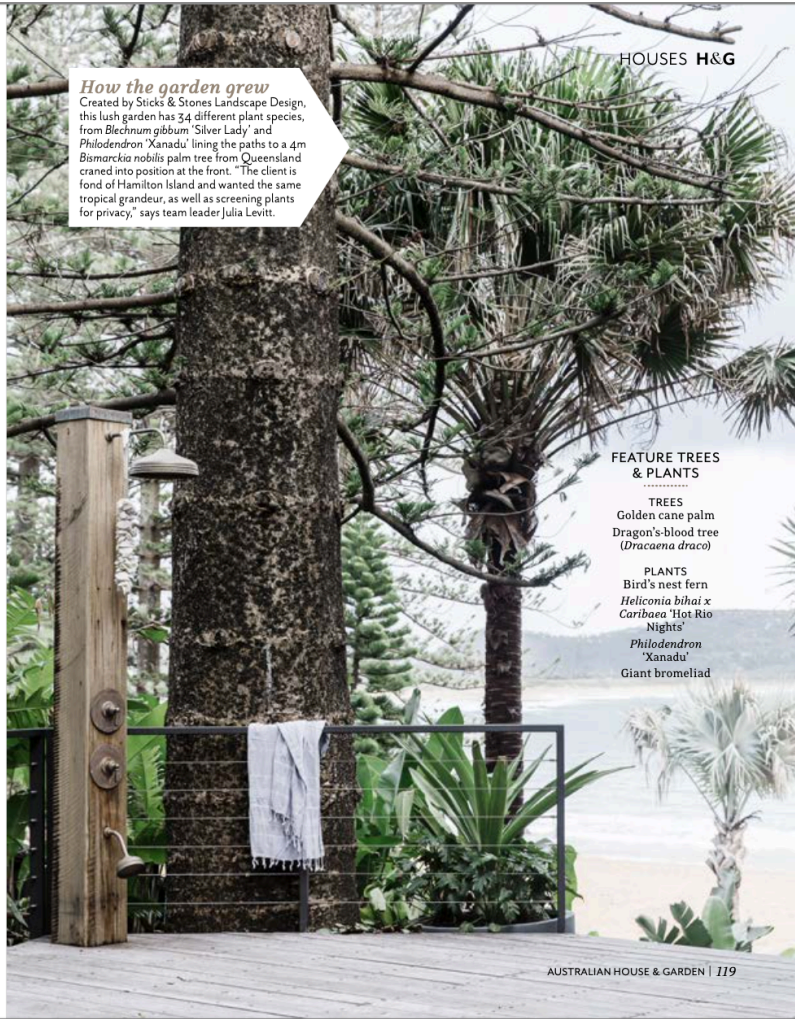 HOUSES H&G
How the garden grew
Created by Sticks & Stones Landscape Design,
this lush garden has 34 different plant species,
from Blechnum gibbum ‘Silver Lady’ and
Philodendron ‘Xanadu’ lining the paths to a 4m
Bismarckia nobilis palm tree from Queensland
craned into position at the front. “The client is
fond of Hamilton Island and wanted the same
tropical grandeur, as well as screening plants
for privacy,” says team leader Julia Levitt.
FEATURE TREES
& PLANTS
TREES
Golden cane palm
Dragon’s-blood tree
(Dracaena draco)
PLANTS
Bird’s nest fern
Heliconia bihai x
Caribaea ‘Hot Rio
Nights’
Philodendron
‘Xanadu’
Giant bromeliad
AUSTRALIAN HOUSE & GARDEN | 119